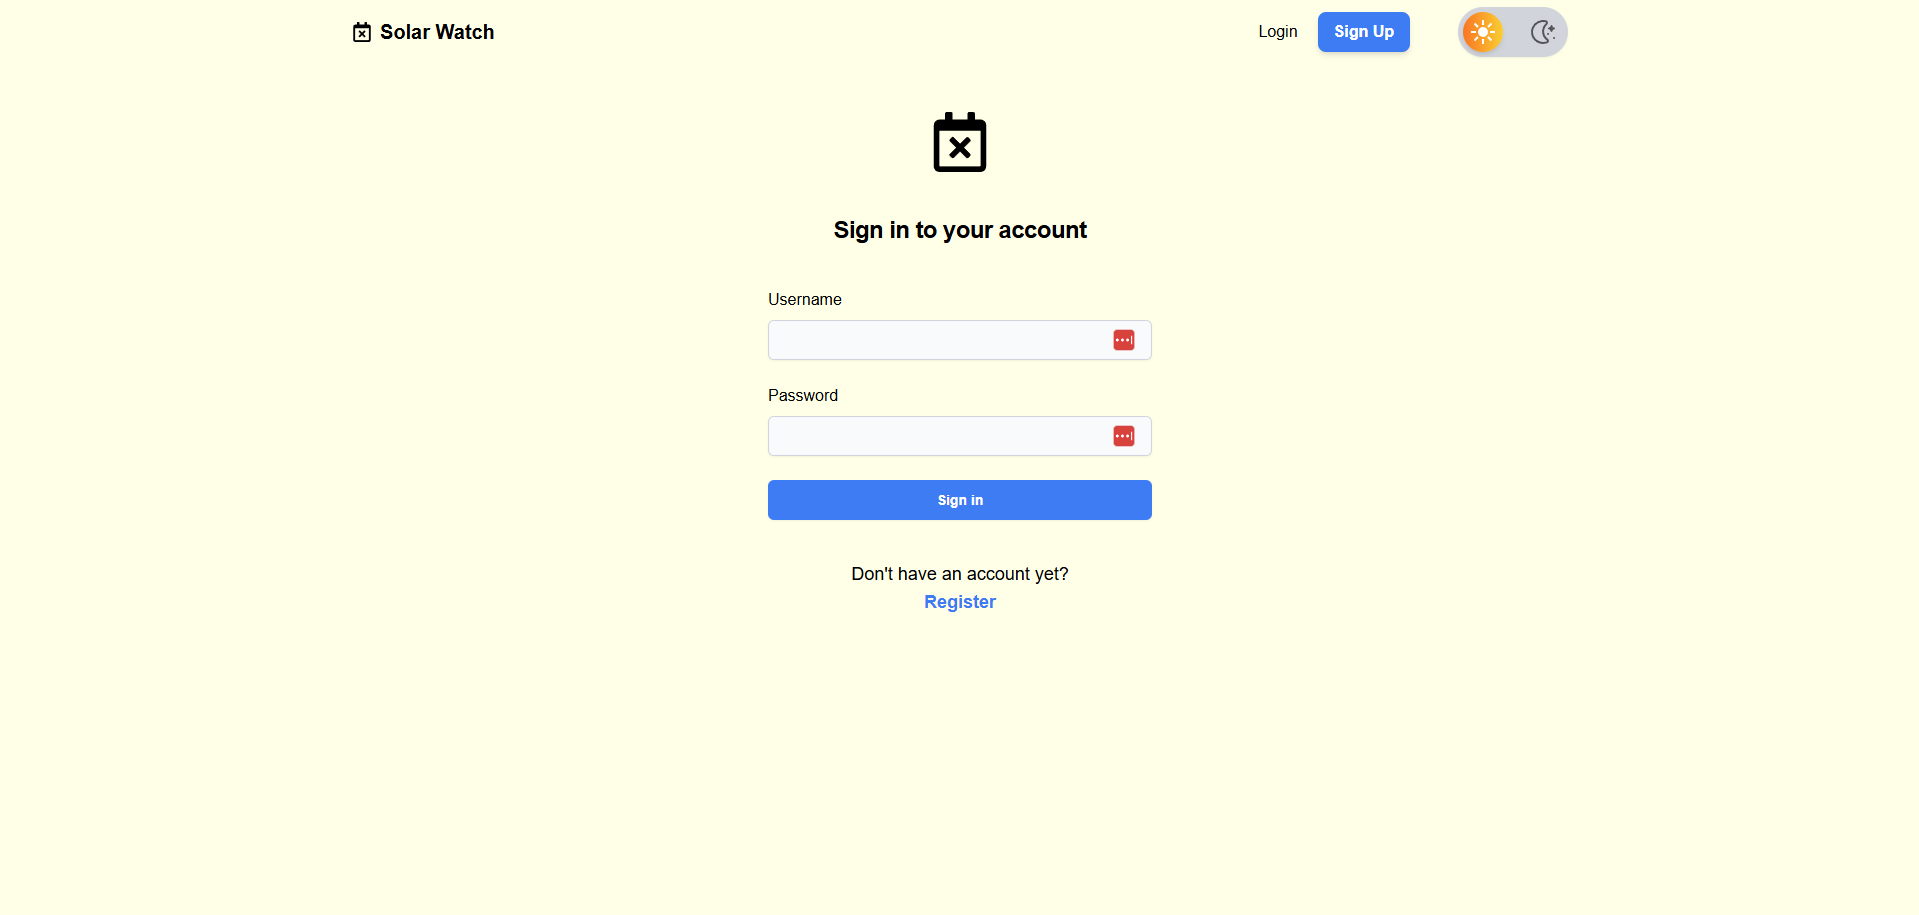 Solar Watch
Login
Sign Up
Sign in to your account
Username
Password
Sign in
Don't have an account yet?
Register